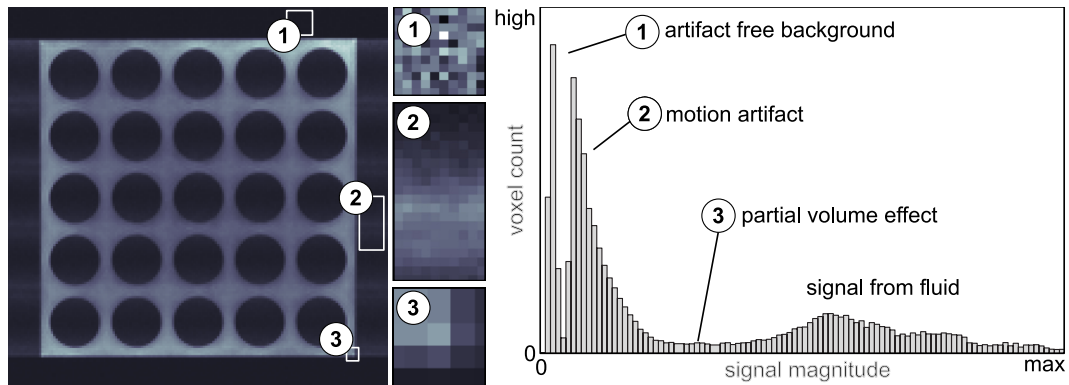 1
2
3
1
2
3
high
voxel count
0
0
signal magnitude
max
1 artifact free background
2 motion artifact
3 partial volume effect
signal from fluid